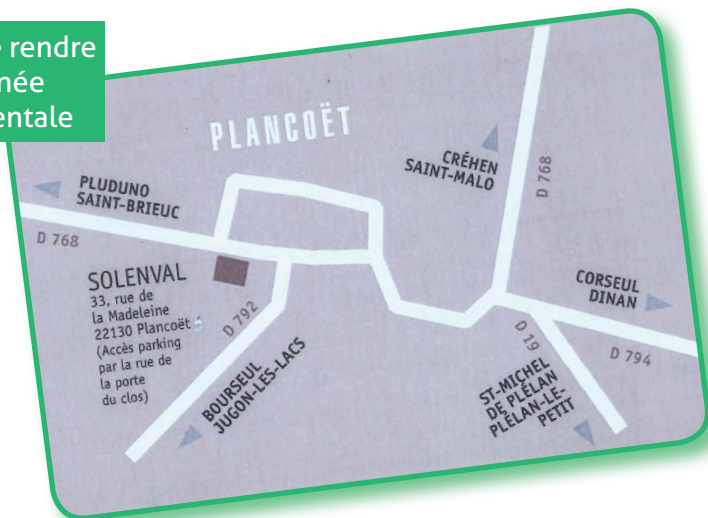 rendre
née
entale
PLANCOËT
PLUDUNO
SAINT-BRIEUC
D 768
CRÉHEN
SAINT-MALO
D 768
SOLENVAL
33, rue de
la Madeleine
22130 Plancoët
(Accès parking
par la rue de
la porte
du clos)
D 792
BOURSEUL
JUGON-LES-LACS
CORSEUL
DINAN
D 794
D 19
ST-MICHEL
DE PLÉLAN
PLÉLAN-LE-
PETIT